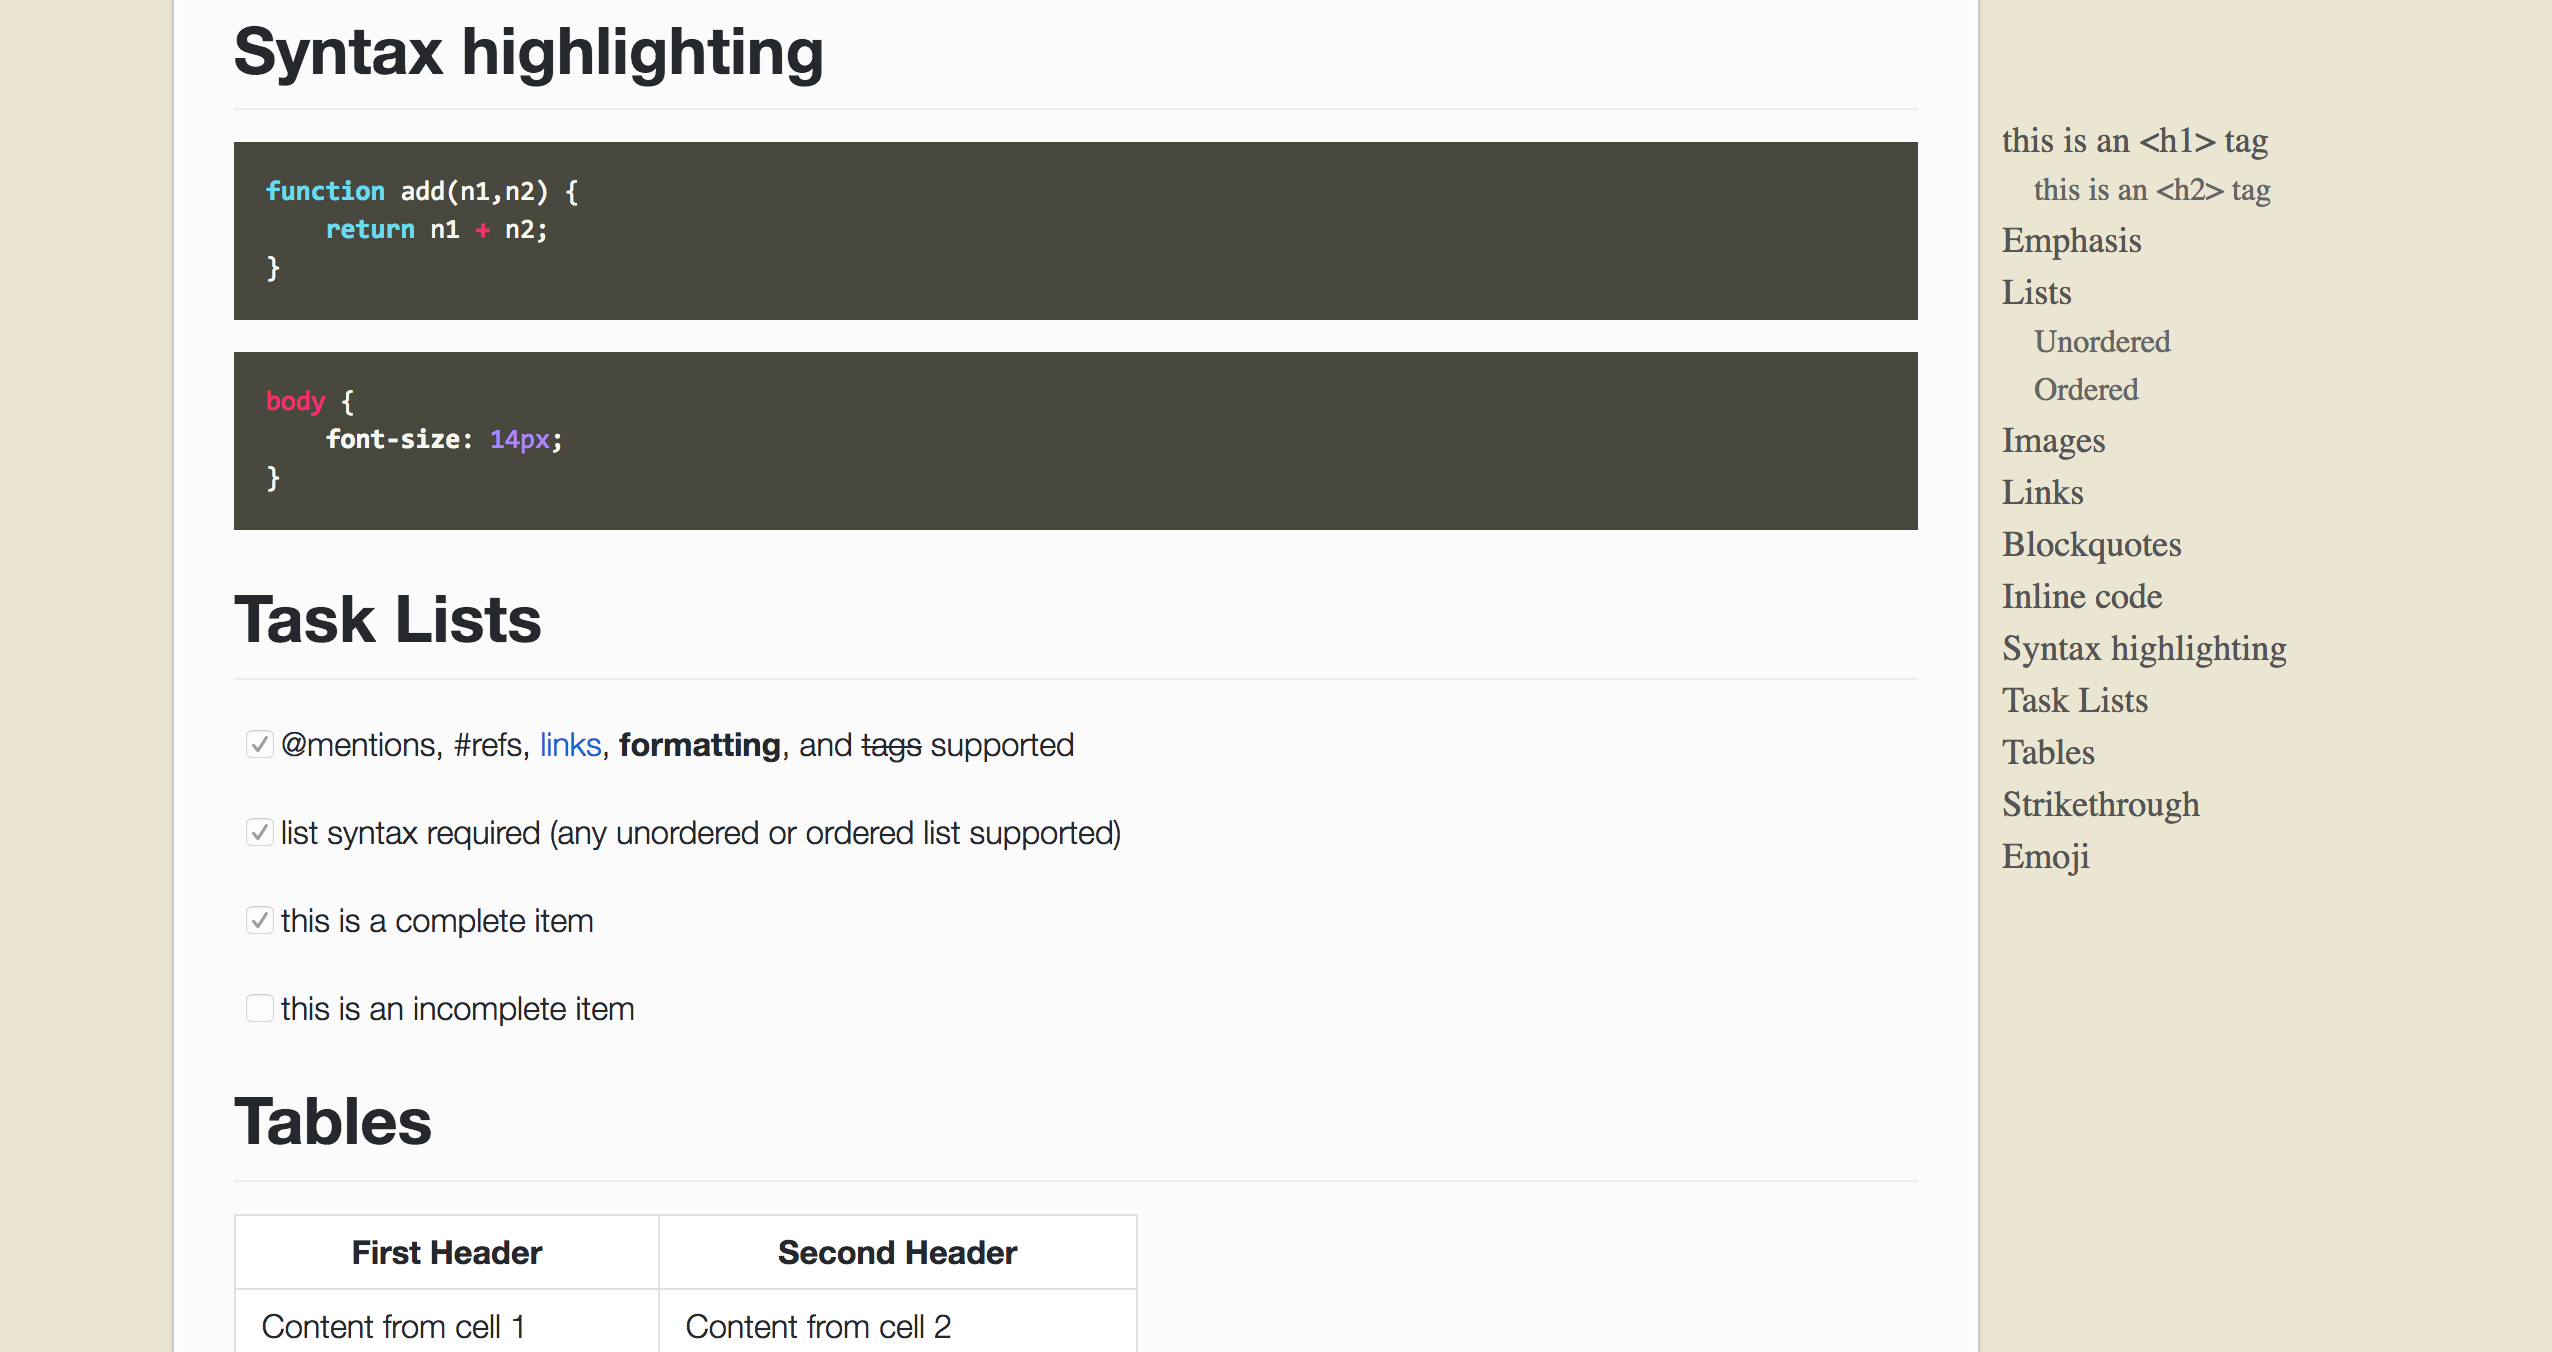 Syntax highlighting
function add(n1,n2) {
    return n1 + n2;
}
body {
    font-size: 14px;
}
Task Lists
@mentions, #refs, links, formatting, and tags supported
list syntax required (any unordered or ordered list supported)
this is a complete item
this is an incomplete item
Tables
First Header Second Header
Content from cell 1 Content from cell 2
this is an <h1> tag
this is an <h2> tag
Emphasis
Lists
Unordered
Ordered
Images
Links
Blockquotes
Inline code
Syntax highlighting
Task Lists
Tables
Strikethrough
Emoji